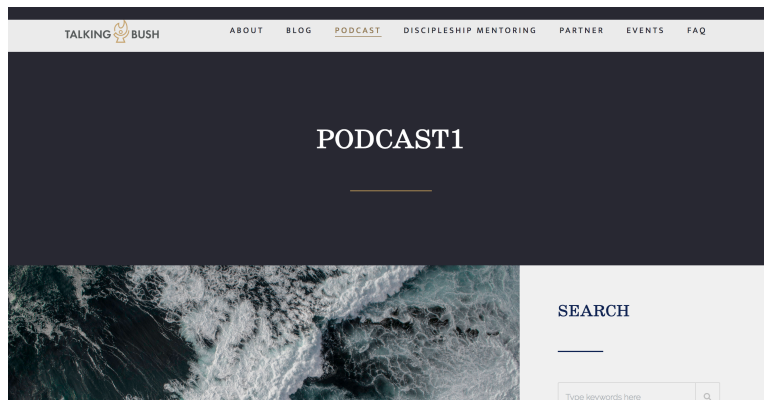 TALKING BUSH
ABOUT BLOG PODCAST DISCIPLESHIP MENTORING PARTNER EVENTS FAQ
PODCAST1
SEARCH
Type keywords here